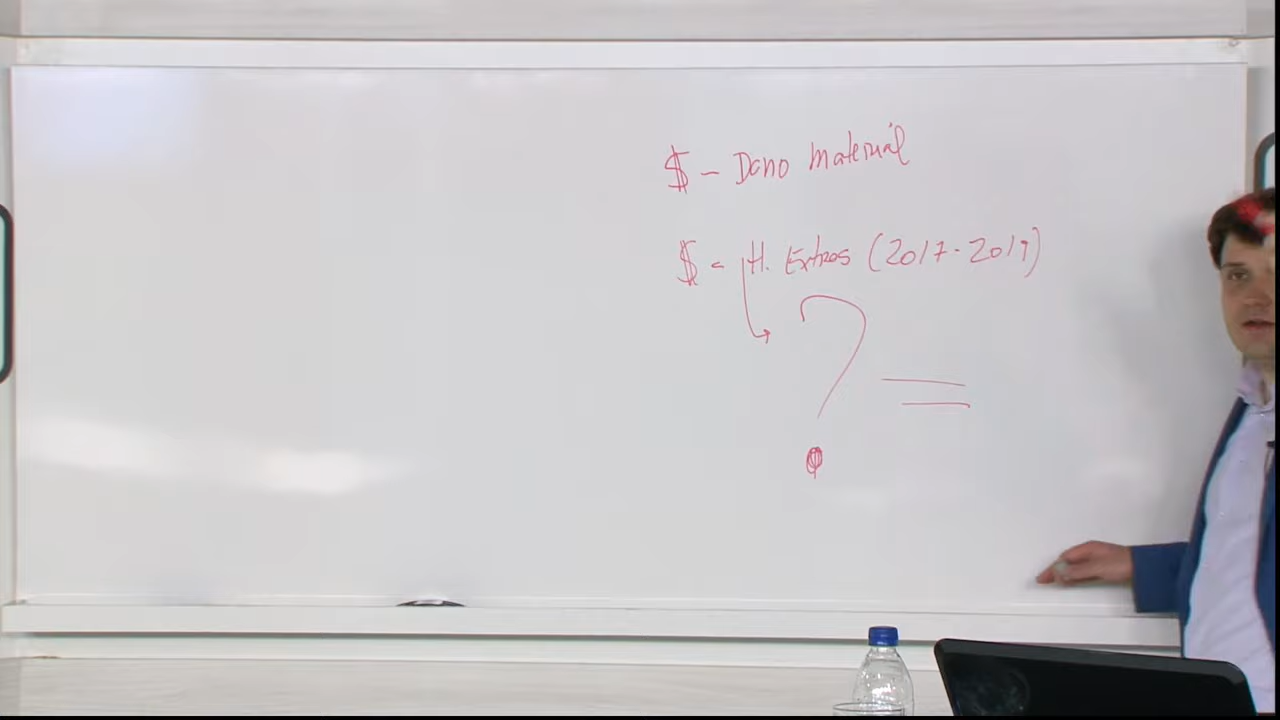 $ - Dano Material
$ - H. Extras (2017-2019)
?